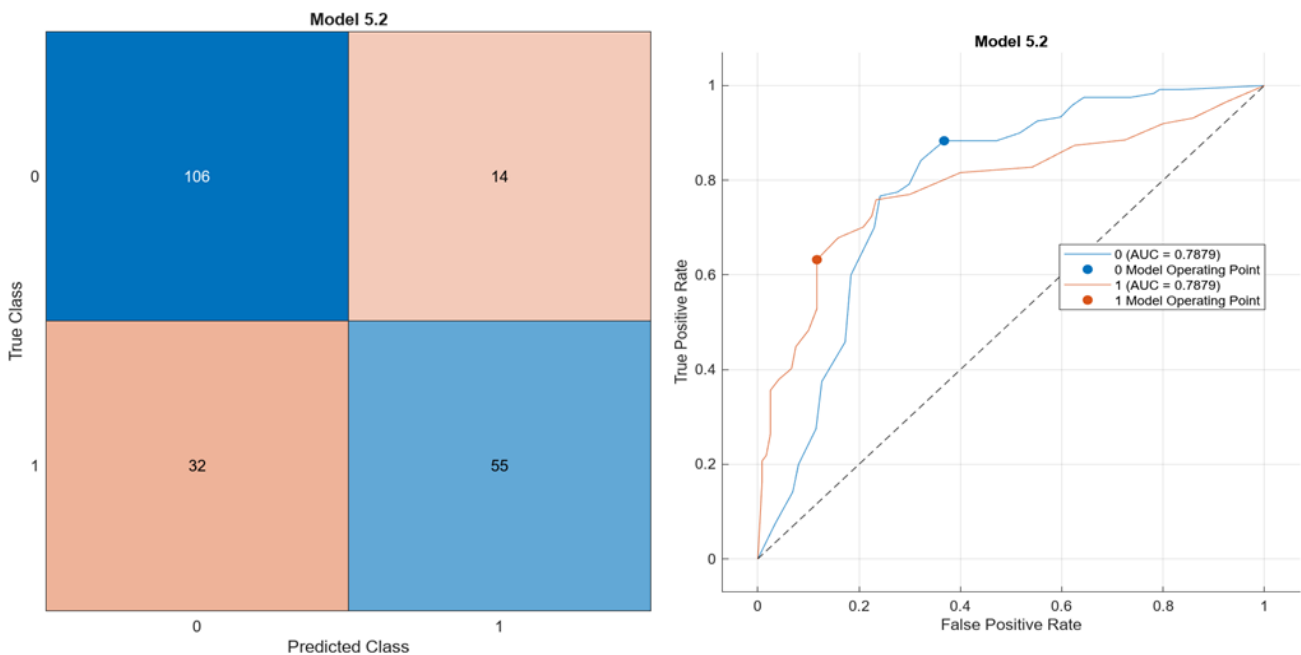 Model 5.2
True Class
0
106
14
1
32
55
0
1
Predicted Class
Model 5.2
True Positive Rate
1
0.8
0.6
0.4
0.2
0
0 (AUC = 0.7879)
0 Model Operating Point
1 (AUC = 0.7879)
1 Model Operating Point
0
0.2
0.4
0.6
0.8
1
False Positive Rate